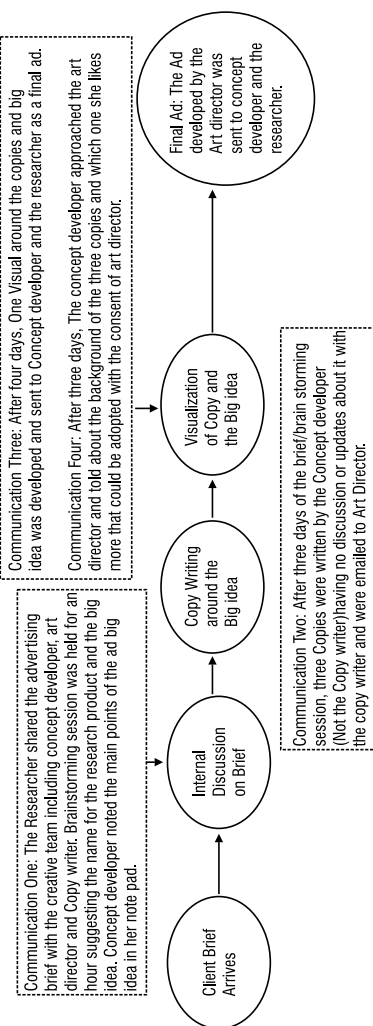 Communication One: The Researcher shared the advertising
brief with the creative team including concept developer, art
director and Copy writer. Brainstorming session was held for an
hour suggesting the name for the research product and the big
idea. Concept developer noted the main points of the ad big
idea in her note pad.
Communication Three: After four days, One Visual around the copies and big
idea was developed and sent to Concept developer and the researcher as a final ad.
Communication Four: After three days, The concept developer approached the art
director and told about the background of the three copies and which one she likes
more that could be adopted with the consent of art director.
Client Brief
Arrives
Internal
Discussion
on Brief
Copy Writing
around the
Big idea
Visualization
of Copy and
the Big idea
Final Ad: The Ad
developed by the
Art director was
sent to concept
developer and the
researcher.
Communication Two: After three days of the brief/brain storming
session, three Copies were written by the Concept developer
(Not the Copy writer)having no discussion or updates about it with
the copy writer and were emailed to Art Director.